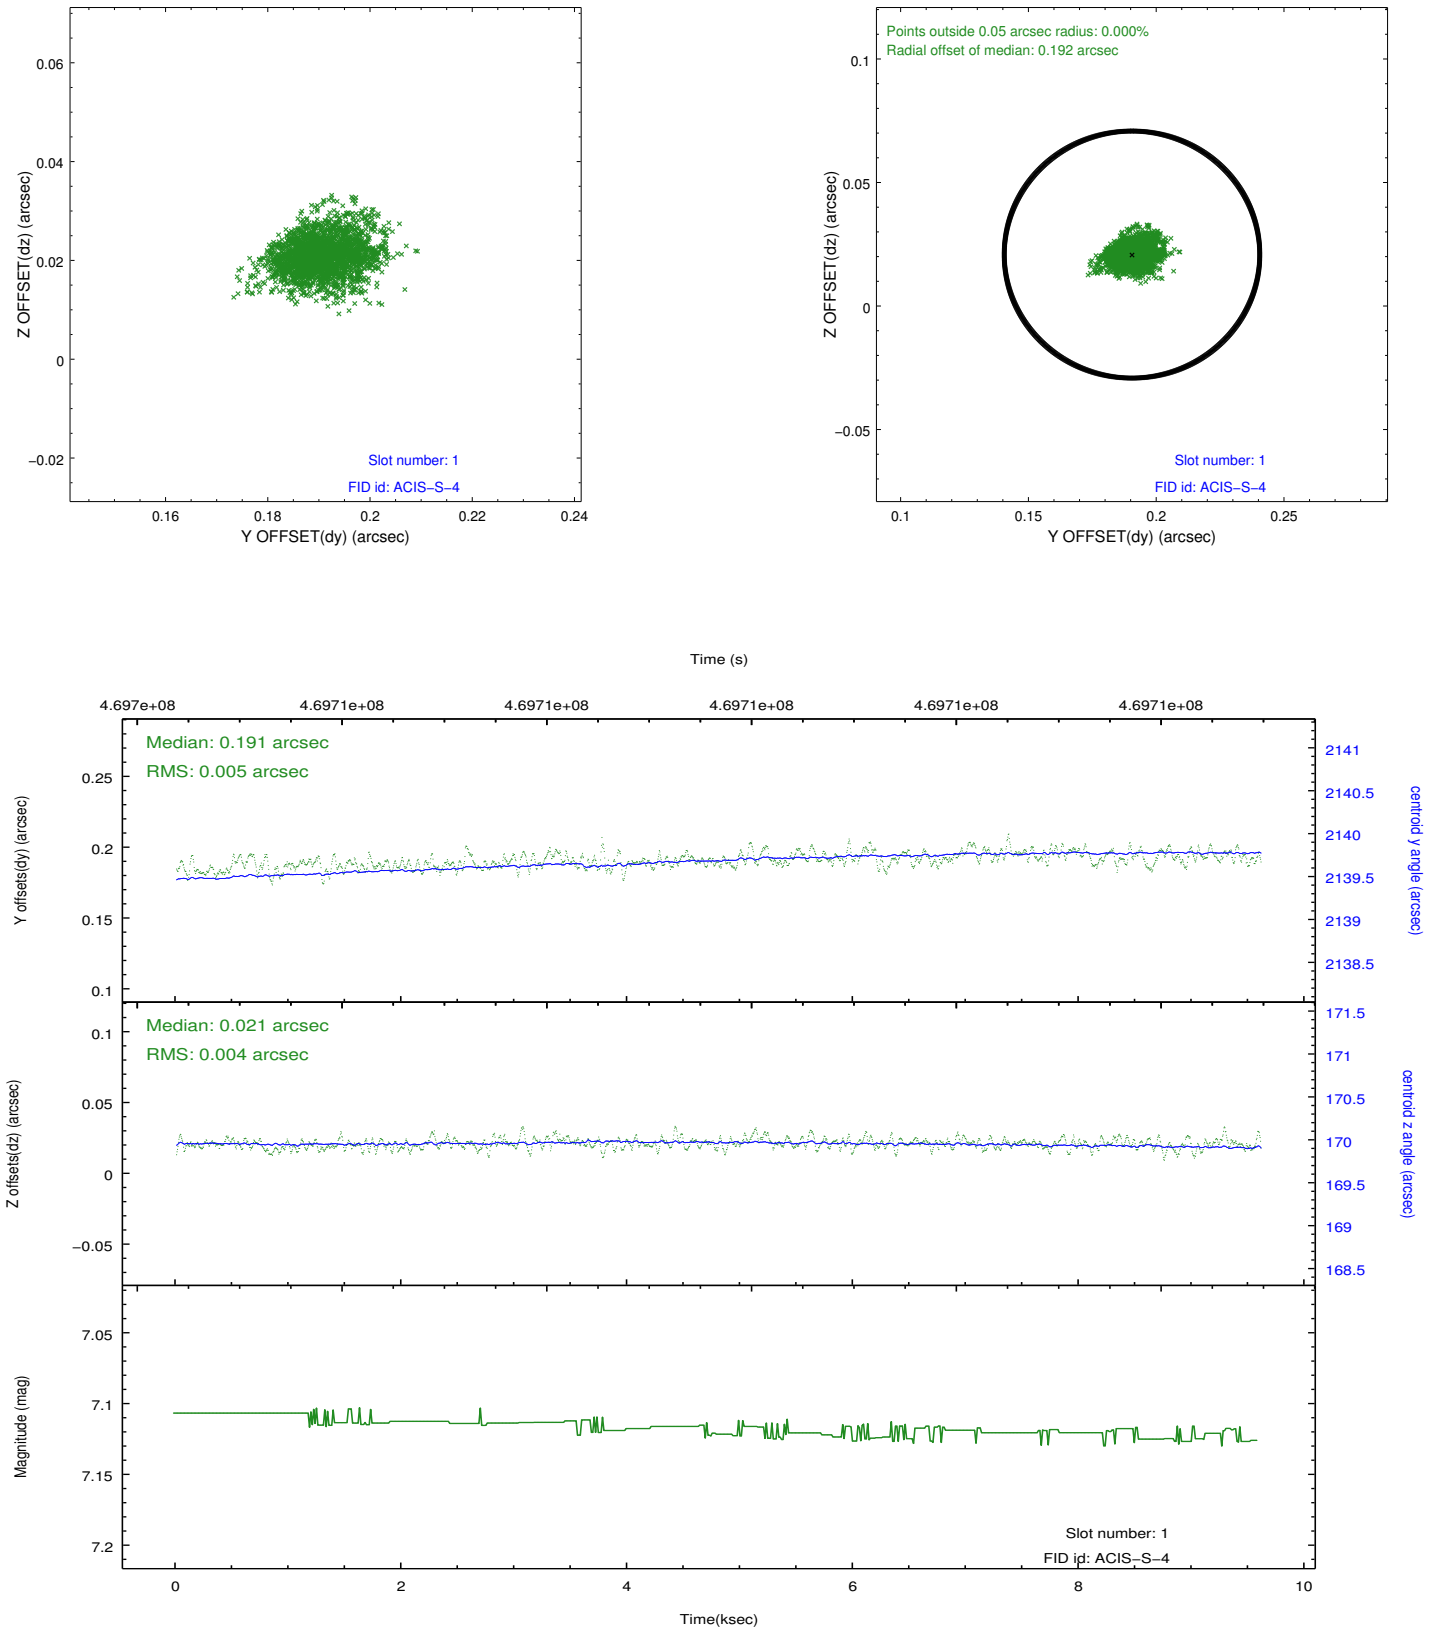 0.06
0.04
0.02
0
−0.02
Z OFFSET(dz) (arcsec)
Slot number: 1
FID id: ACIS−S−4
0.16 0.18 0.2 0.22 0.24
Y OFFSET(dy) (arcsec)
Points outside 0.05 arcsec radius: 0.000%
Radial offset of median: 0.192 arcsec
0.1
0.05
0
−0.05
Z OFFSET(dz) (arcsec)
Slot number: 1
FID id: ACIS−S−4
0.1 0.15 0.2 0.25
Y OFFSET(dy) (arcsec)
Time (s)
4.697e+08 4.6971e+08 4.6971e+08 4.6971e+08 4.6971e+08 4.6971e+08
Median: 0.191 arcsec
RMS: 0.005 arcsec
0.25
0.2
0.15
0.1
Y offsets(dy) (arcsec)
2141
2140.5
2140
2139.5
2139
2138.5
centroid y angle (arcsec)
Median: 0.021 arcsec
RMS: 0.004 arcsec
0.1
0.05
0
−0.05
Z offsets(dz) (arcsec)
171.5
171
170.5
170
169.5
169
168.5
centroid z angle (arcsec)
7.05
7.1
7.15
7.2
Magnitude (mag)
Slot number: 1
FID id: ACIS−S−4
0 2 4 6 8 10
Time(ksec)